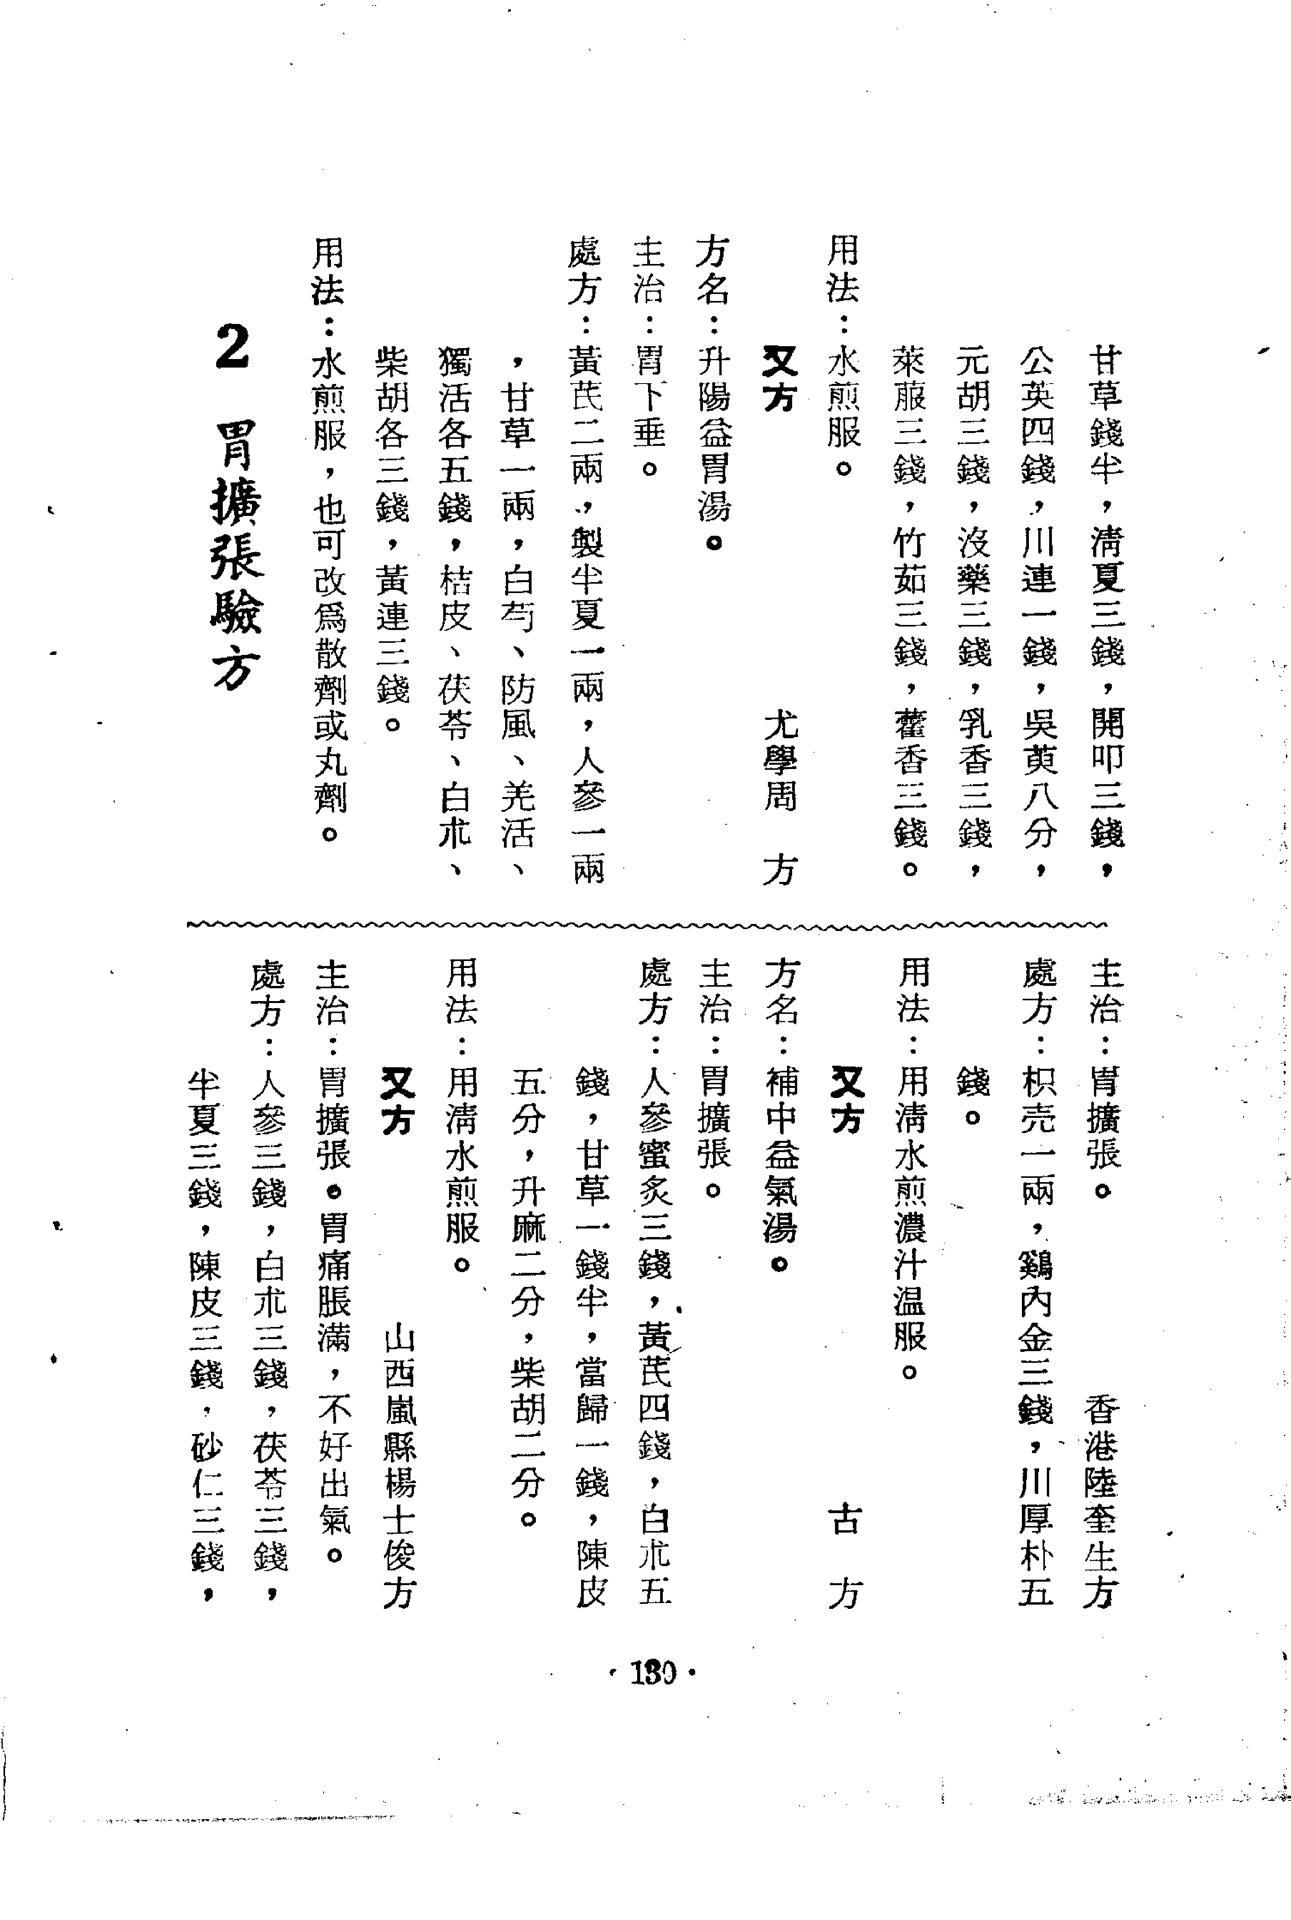 甘草錢半，淸夏三錢，開叩三錢，
公英四錢，川連一錢，吳萸八分，
元胡三錢，沒藥三錢，乳香三錢，
萊菔三錢，竹茹三錢，藿香三錢。
用法：水煎服。
又方　尤學周　方
方名：升陽益胃湯。
主治：胃下垂。
處方：黃芪二兩，製半夏一兩，人參一兩
，甘草一兩，白芍、防風、羌活、
獨活各五錢，桔皮、茯苓、白朮、
柴胡各三錢，黃連三錢。
用法：水煎服，也可改爲散劑或丸劑。
2　胃擴張驗方
香港陸奎生方
主治：胃擴張。
處方：枳壳一兩，鷄內金三錢，川厚朴五
錢。
用法：用淸水煎濃汁温服。
又方　古　方
方名：補中益氣湯。
主治：胃擴張。
處方：人參蜜炙三錢，黃芪四錢，白朮五
錢，甘草一錢半，當歸一錢，陳皮
五分，升麻二分，柴胡二分。
用法：用淸水煎服。
又方　山西嵐縣楊士俊方
主治：胃擴張。胃痛脹滿，不好出氣。
處方：人參三錢，白朮三錢，茯苓三錢，
半夏三錢，陳皮三錢，砂仁三錢，
·130·